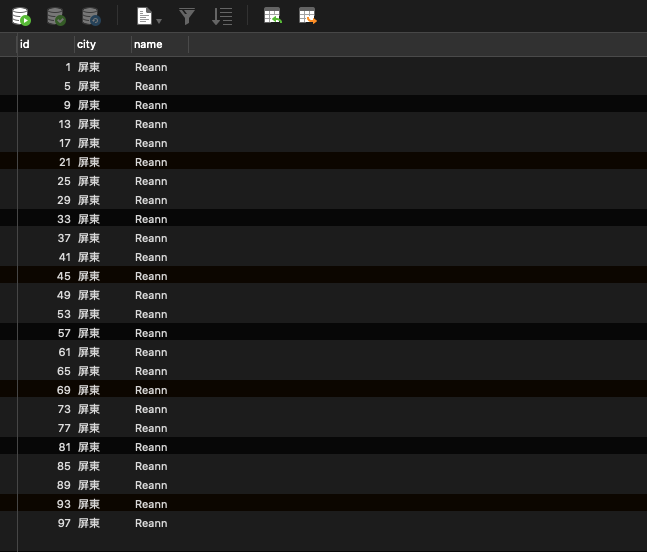 id city name
1 屏東 Reann
5 屏東 Reann
9 屏東 Reann
13 屏東 Reann
17 屏東 Reann
21 屏東 Reann
25 屏東 Reann
29 屏東 Reann
33 屏東 Reann
37 屏東 Reann
41 屏東 Reann
45 屏東 Reann
49 屏東 Reann
53 屏東 Reann
57 屏東 Reann
61 屏東 Reann
65 屏東 Reann
69 屏東 Reann
73 屏東 Reann
77 屏東 Reann
81 屏東 Reann
85 屏東 Reann
89 屏東 Reann
93 屏東 Reann
97 屏東 Reann